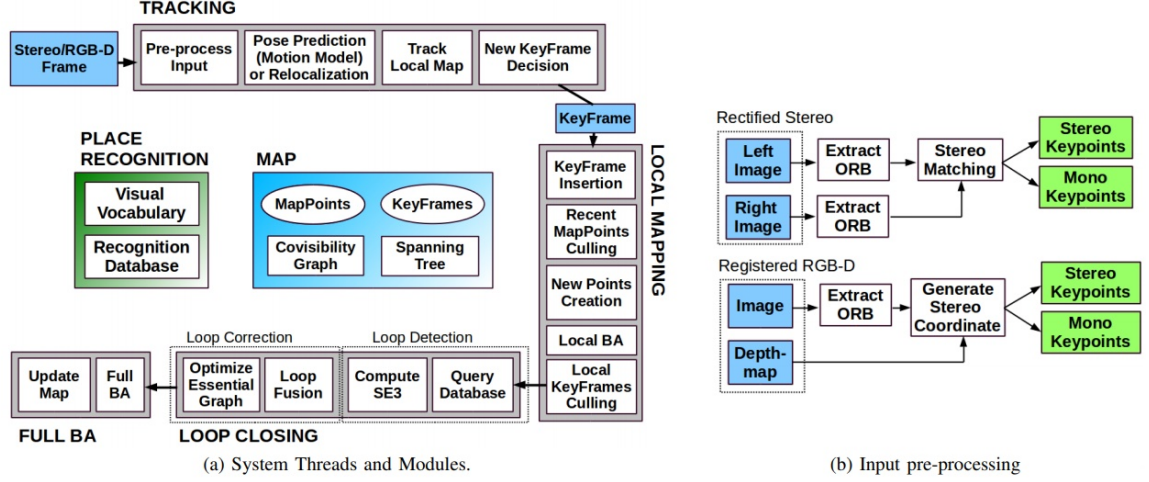 TRACKING
Stereo/RGB-D
Frame
Pre-process
Input
Pose Prediction
(Motion Model)
or Relocalization
Track
Local Map
New KeyFrame
Decision
KeyFrame
PLACE
RECOGNITION
Visual
Vocabulary
Recognition
Database
MAP
MapPoints
KeyFrames
Covisibility
Graph
Spanning
Tree
LOCAL MAPPING
KeyFrame
Insertion
Recent
MapPoints
Culling
New Points
Creation
Local BA
Local
KeyFrames
Culling
Loop Correction
Loop Detection
Update
Map
Full
BA
Optimize
Essential
Graph
Loop
Fusion
Compute
SE3
Query
Database
FULL BA
LOOP CLOSING
(a) System Threads and Modules.
Rectified Stereo
Left
Image
Extract
ORB
Stereo
Matching
Stereo
Keypoints
Mono
Keypoints
Right
Image
Extract
ORB
Registered RGB-D
Image
Extract
ORB
Generate
Stereo
Coordinate
Stereo
Keypoints
Mono
Keypoints
Depth-
map
(b) Input pre-processing